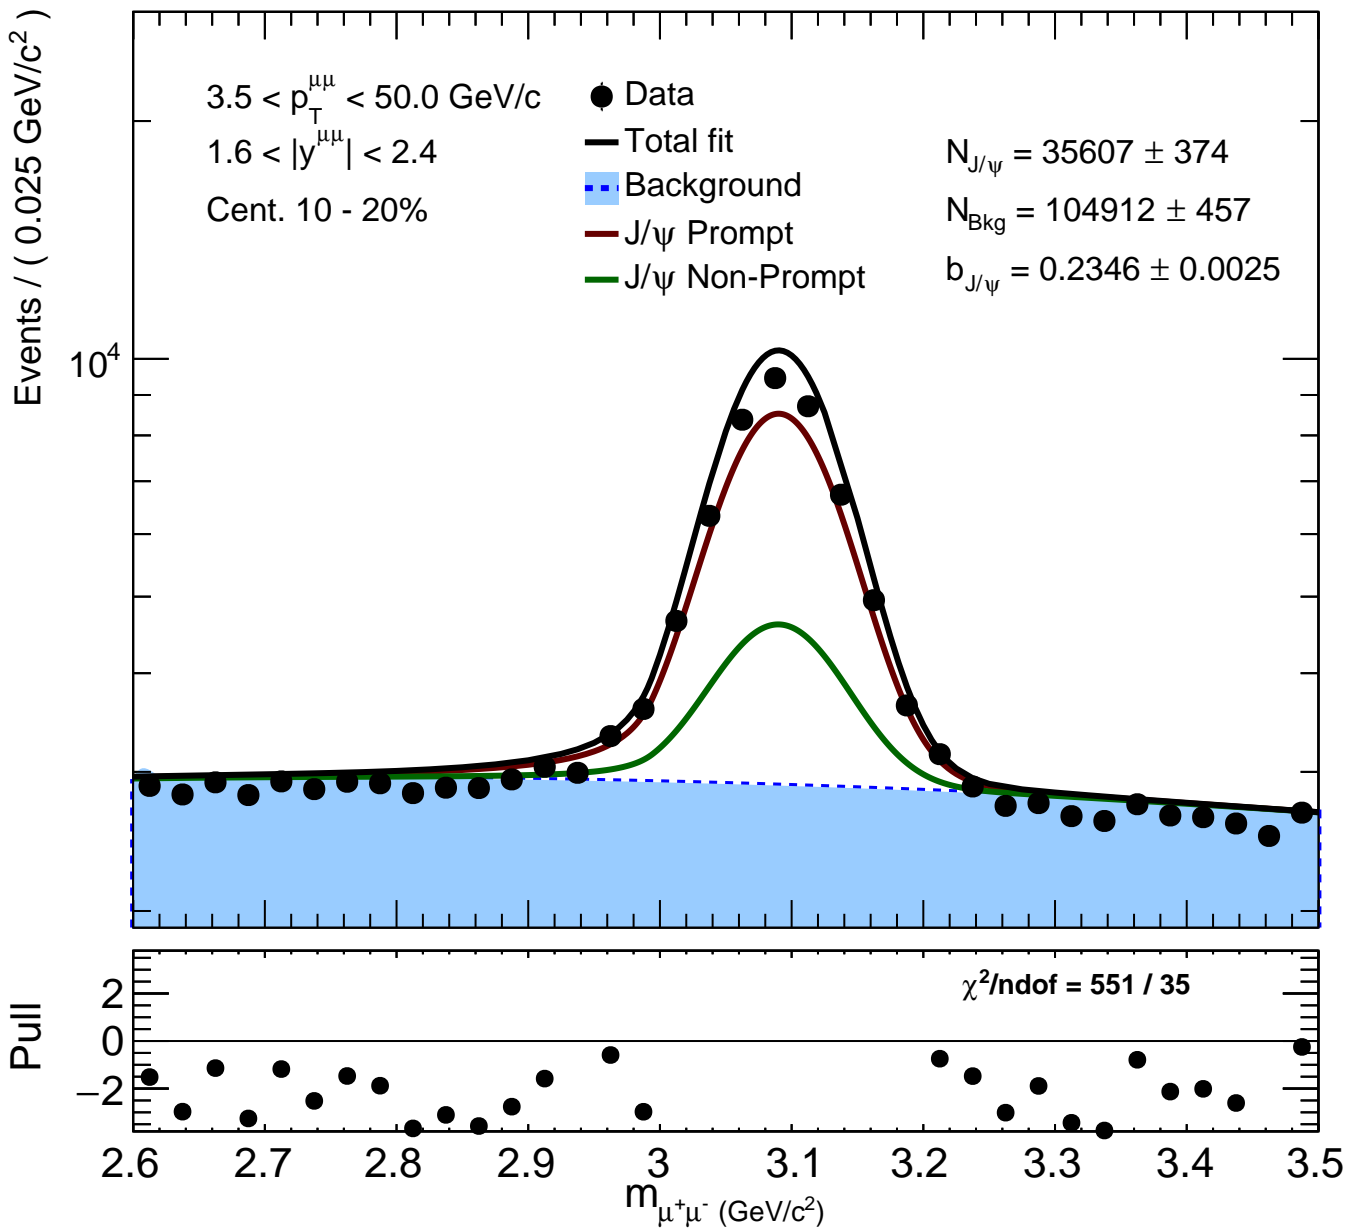 Events / ( 0.025 GeV/c²)
3.5 < p_T^μμ < 50.0 GeV/c
1.6 < |y^μμ| < 2.4
Cent. 10 - 20%
Data
Total fit
Background
J/ψ Prompt
J/ψ Non-Prompt
N_J/ψ = 35607 ± 374
N_Bkg = 104912 ± 457
b_J/ψ = 0.2346 ± 0.0025
10⁴
Pull
χ²/ndof = 551 / 35
2
0
−2
2.6 2.7 2.8 2.9 3 3.1 3.2 3.3 3.4 3.5
m_μ⁺μ⁻ (GeV/c²)